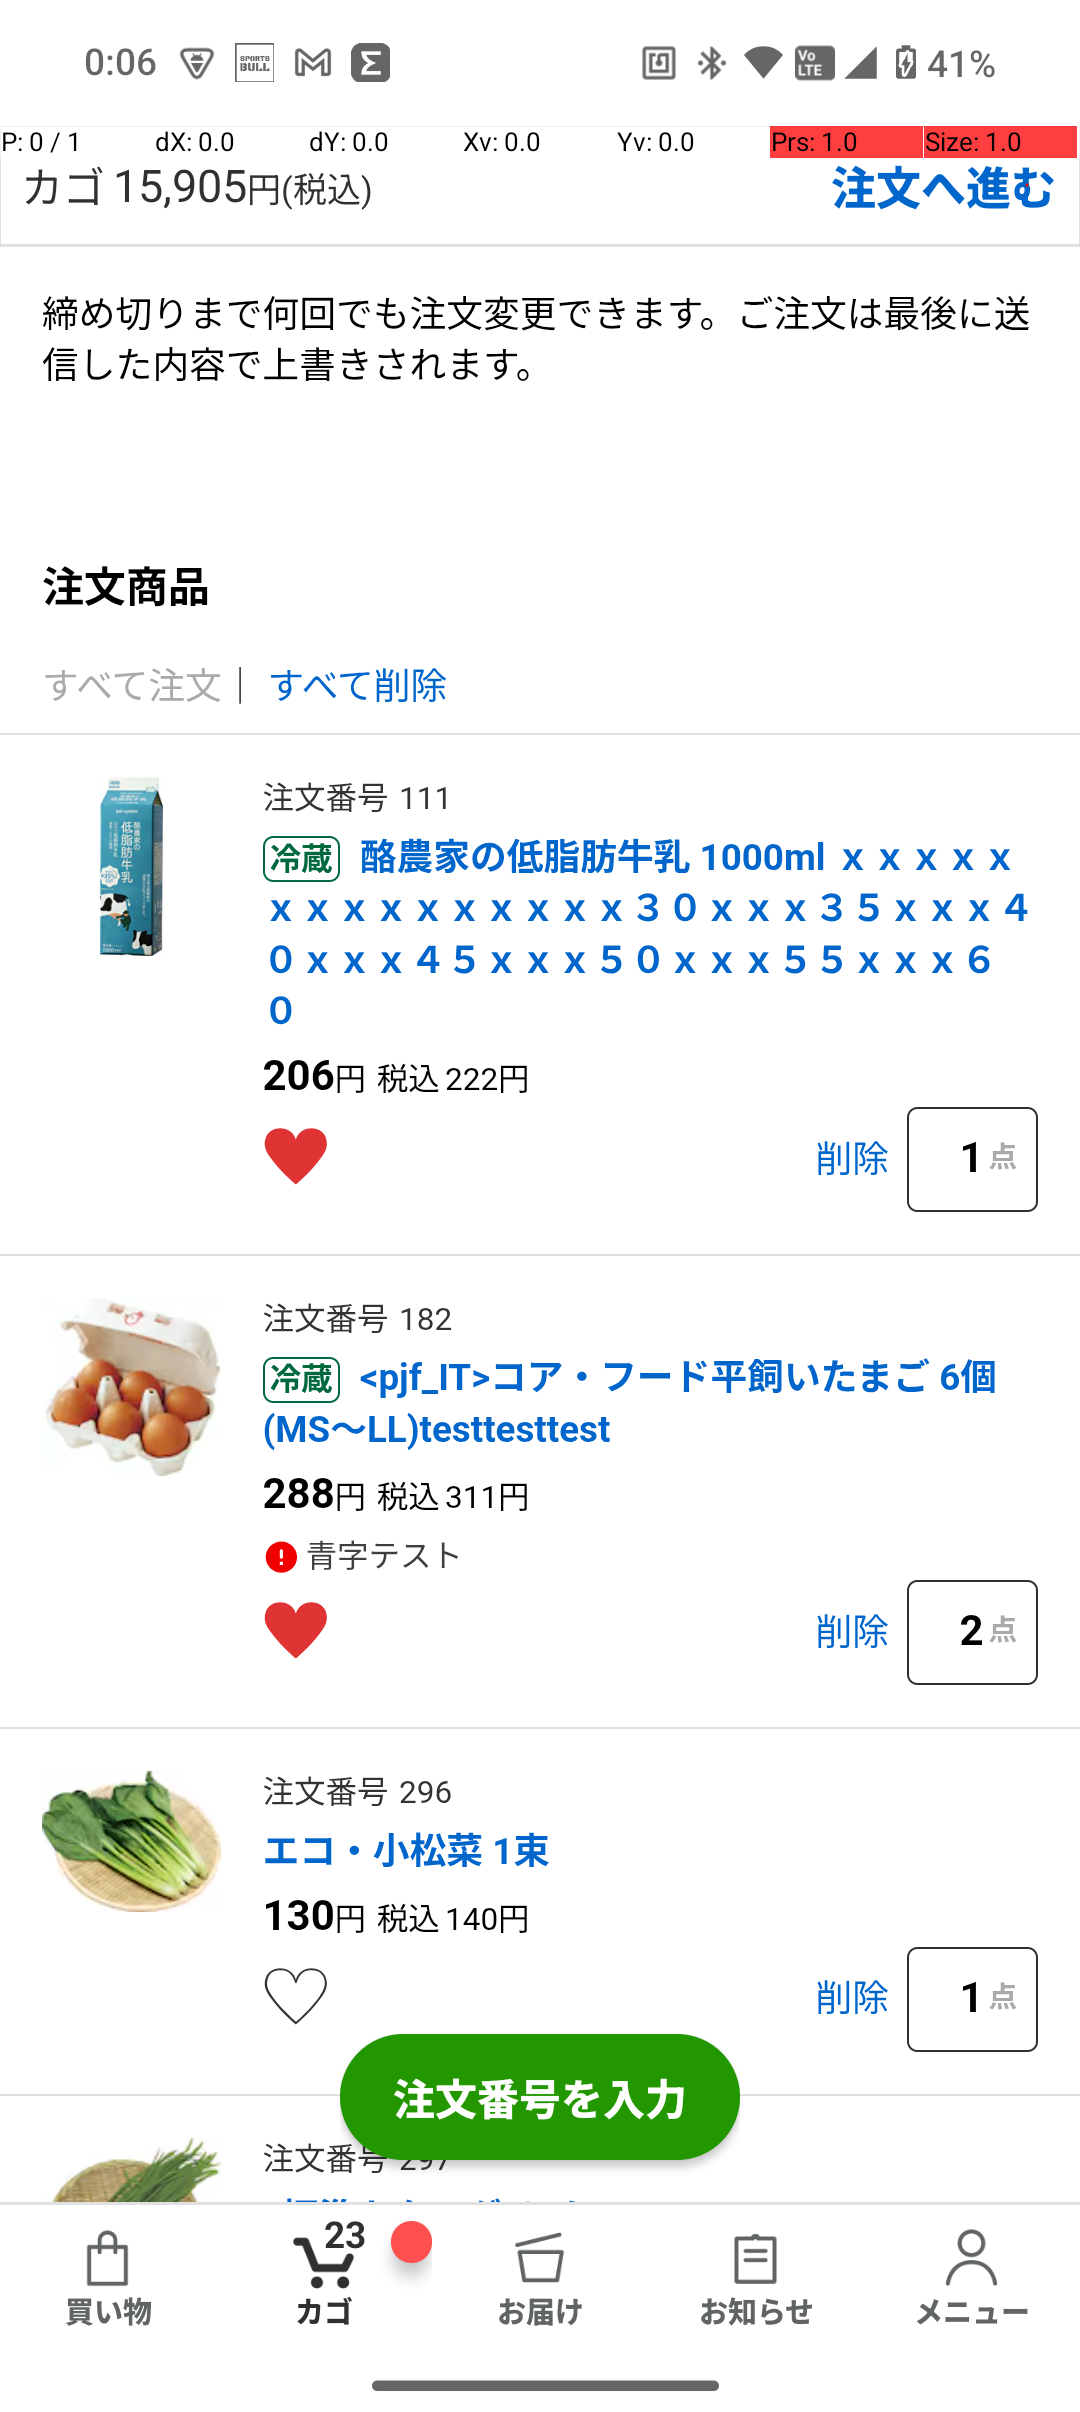 0:06 SPORTS BULL Vo LTE 41%
P: 0 / 1 dX: 0.0 dY: 0.0 Xv: 0.0 Yv: 0.0 Prs: 1.0 Size: 1.0
カゴ 15,905円(税込) 注文へ進む
締め切りまで何回でも注文変更できます。ご注文は最後に送
信した内容で上書きされます。
注文商品
すべて注文 | すべて削除
注文番号 111
冷蔵 酪農家の低脂肪牛乳 1000ml ｘｘｘｘｘ
ｘｘｘｘｘｘｘｘｘｘ３０ｘｘｘ３５ｘｘｘ４
０ｘｘｘ４５ｘｘｘ５０ｘｘｘ５５ｘｘｘ６
０
206円 税込 222円
削除 1 点
注文番号 182
冷蔵 <pjf_IT>コア・フード平飼いたまご 6個
(MS〜LL)testtesttest
288円 税込 311円
青字テスト
削除 2 点
注文番号 296
エコ・小松菜 1束
130円 税込 140円
削除 1 点
注文番号を入力
注文番号 297
23
買い物 カゴ お届け お知らせ メニュー